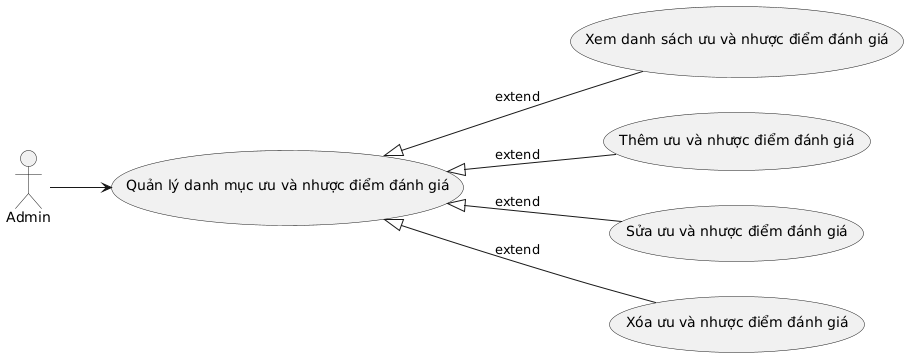 Xem danh sách ưu và nhược điểm đánh giá
extend
Thêm ưu và nhược điểm đánh giá
extend
Quản lý danh mục ưu và nhược điểm đánh giá
Admin
extend
Sửa ưu và nhược điểm đánh giá
extend
Xóa ưu và nhược điểm đánh giá